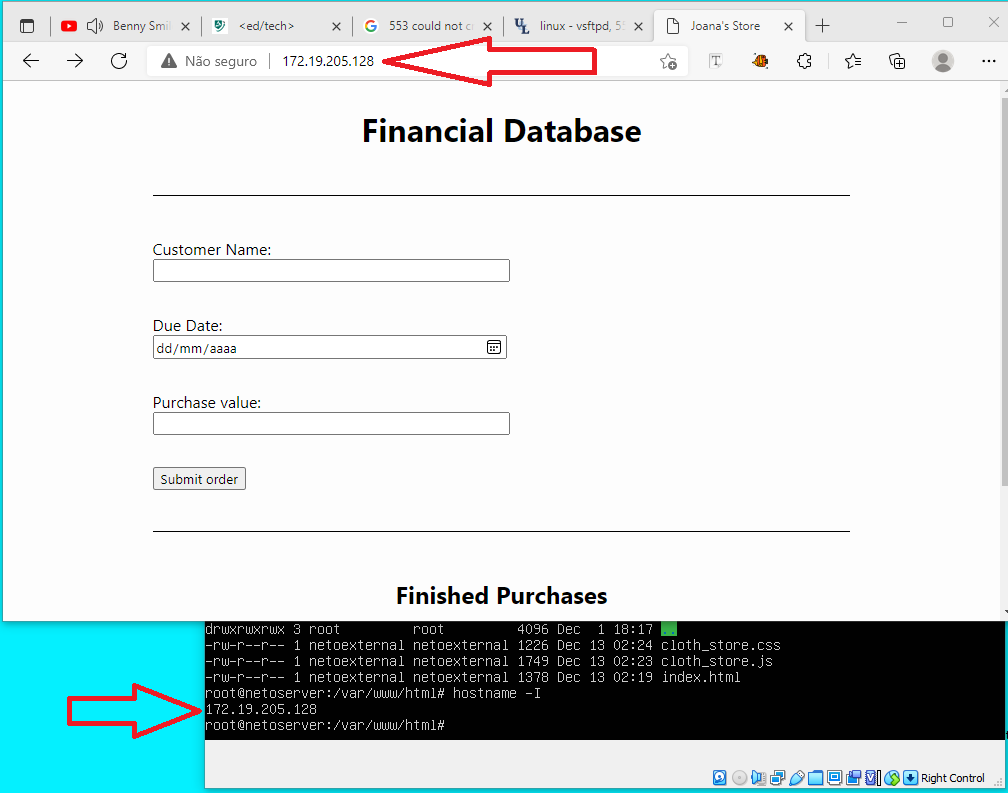 Benny Smil
<ed/tech>
553 could not cr
linux - vsftpd, 55
Joana's Store
Não seguro
172.19.205.128
Financial Database
Customer Name:
Due Date:
dd/mm/aaaa
Purchase value:
Submit order
Finished Purchases
drwxrwxrwx 3 root root 4096 Dec 1 18:17 ..
-rw-r--r-- 1 netoexternal netoexternal 1226 Dec 13 02:24 cloth_store.css
-rw-r--r-- 1 netoexternal netoexternal 1749 Dec 13 02:23 cloth_store.js
-rw-r--r-- 1 netoexternal netoexternal 1378 Dec 13 02:19 index.html
root@netoserver:/var/www/html# hostname -I
172.19.205.128
root@netoserver:/var/www/html#
Right Control